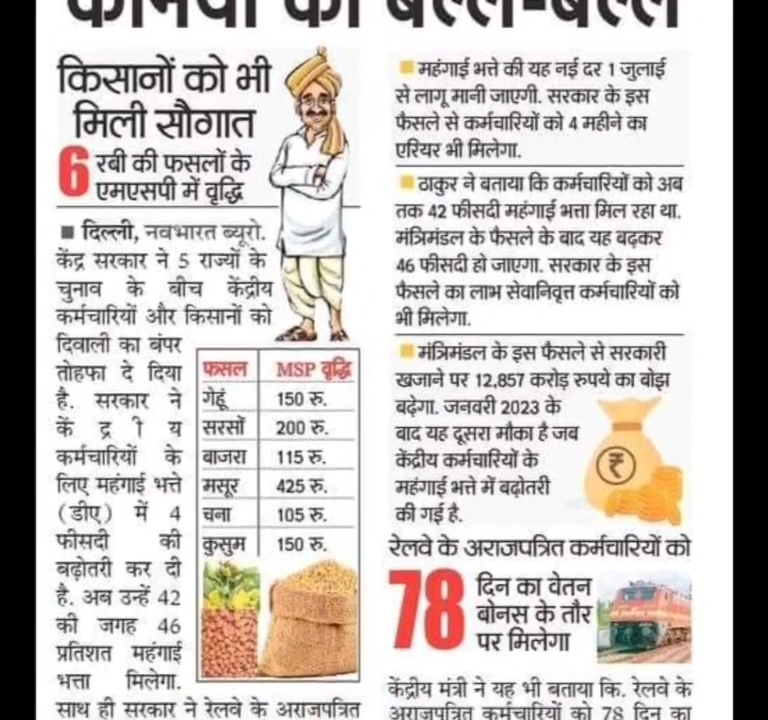 किसानों को भी
मिली सौगात
6 रबी की फसलों के
एमएसपी में वृद्धि
■ दिल्ली, नवभारत ब्यूरो.
केंद्र सरकार ने 5 राज्यों के
चुनाव के बीच केंद्रीय
कर्मचारियों और किसानों को
दिवाली का बंपर
तोहफा दे दिया
है. सरकार ने
केंद्रीय
कर्मचारियों के
लिए महंगाई भत्ते
(डीए) में 4
फीसदी की
बढ़ोतरी कर दी
है. अब उन्हें 42
की जगह 46
प्रतिशत महंगाई
भत्ता मिलेगा.
साथ ही सरकार ने रेलवे के अराजपत्रित
फसल MSP वृद्धि
गेहूं 150 रु.
सरसों 200 रु.
बाजरा 115 रु.
मसूर 425 रु.
चना 105 रु.
कुसुम 150 रु.
महंगाई भत्ते की यह नई दर 1 जुलाई
से लागू मानी जाएगी. सरकार के इस
फैसले से कर्मचारियों को 4 महीने का
एरियर भी मिलेगा.
ठाकुर ने बताया कि कर्मचारियों को अब
तक 42 फीसदी महंगाई भत्ता मिल रहा था.
मंत्रिमंडल के फैसले के बाद यह बढ़कर
46 फीसदी हो जाएगा. सरकार के इस
फैसले का लाभ सेवानिवृत्त कर्मचारियों को
भी मिलेगा.
मंत्रिमंडल के इस फैसले से सरकारी
खजाने पर 12,857 करोड़ रुपये का बोझ
बढ़ेगा. जनवरी 2023 के
बाद यह दूसरा मौका है जब
केंद्रीय कर्मचारियों के
महंगाई भत्ते में बढ़ोतरी
की गई है.
₹
रेलवे के अराजपत्रित कर्मचारियों को
78 दिन का वेतन
बोनस के तौर
पर मिलेगा
केंद्रीय मंत्री ने यह भी बताया कि. रेलवे के
अराजपत्रित कर्मचारियों को 78 दिन का